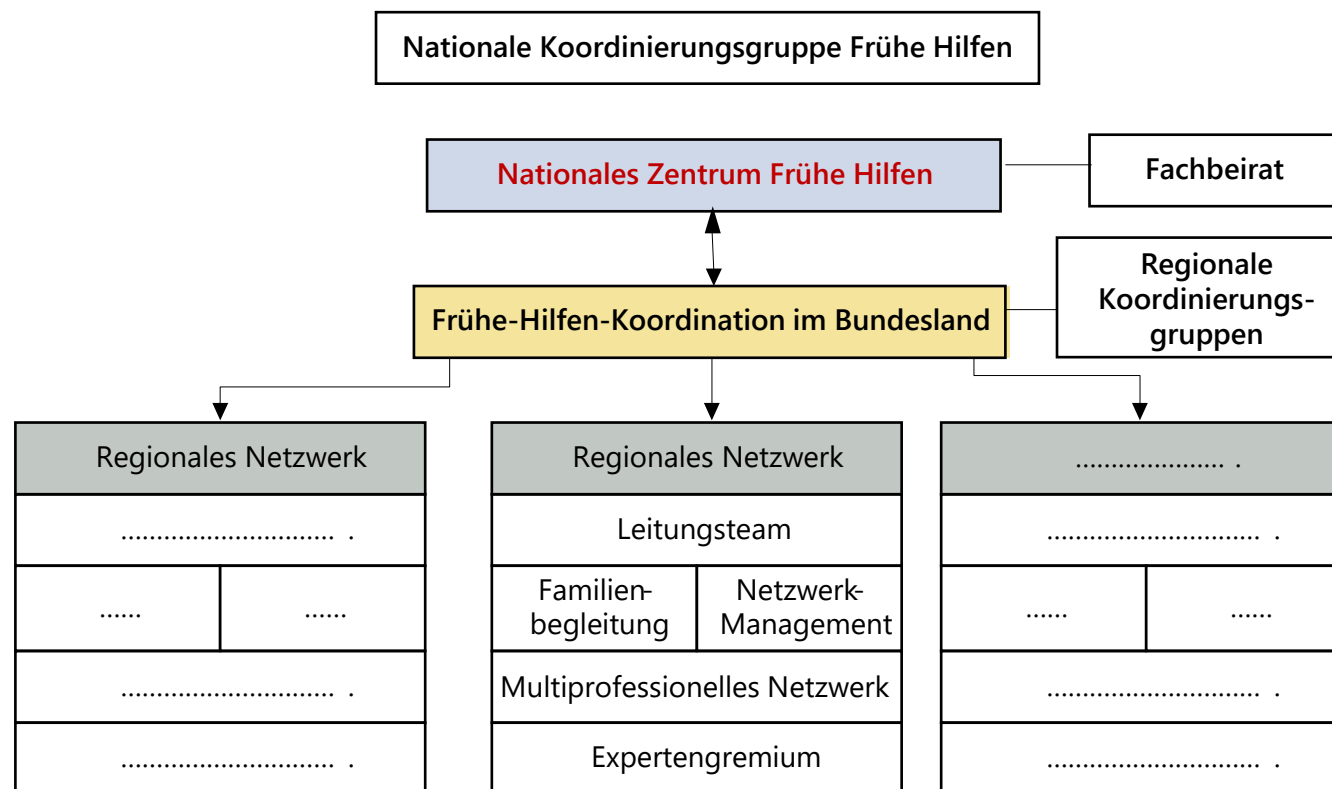 Nationale Koordinierungsgruppe Frühe Hilfen
Nationales Zentrum Frühe Hilfen
Fachbeirat
Regionale
Koordinierungs-
gruppen
Frühe-Hilfen-Koordination im Bundesland
Regionales Netzwerk
Regionales Netzwerk
..................... .
.............................. .
Leitungsteam
.............................. .
......
......
Familien-
begleitung
Netzwerk-
Management
......
......
.............................. .
Multiprofessionelles Netzwerk
.............................. .
.............................. .
Expertengremium
.............................. .